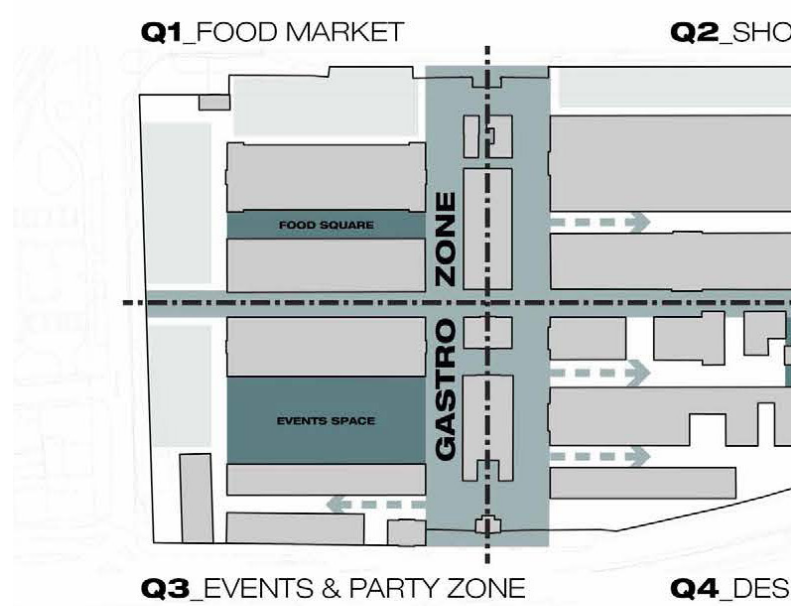 Q1_FOOD MARKET
Q2_SHO
FOOD SQUARE
GASTRO ZONE
EVENTS SPACE
Q3_EVENTS & PARTY ZONE
Q4_DES